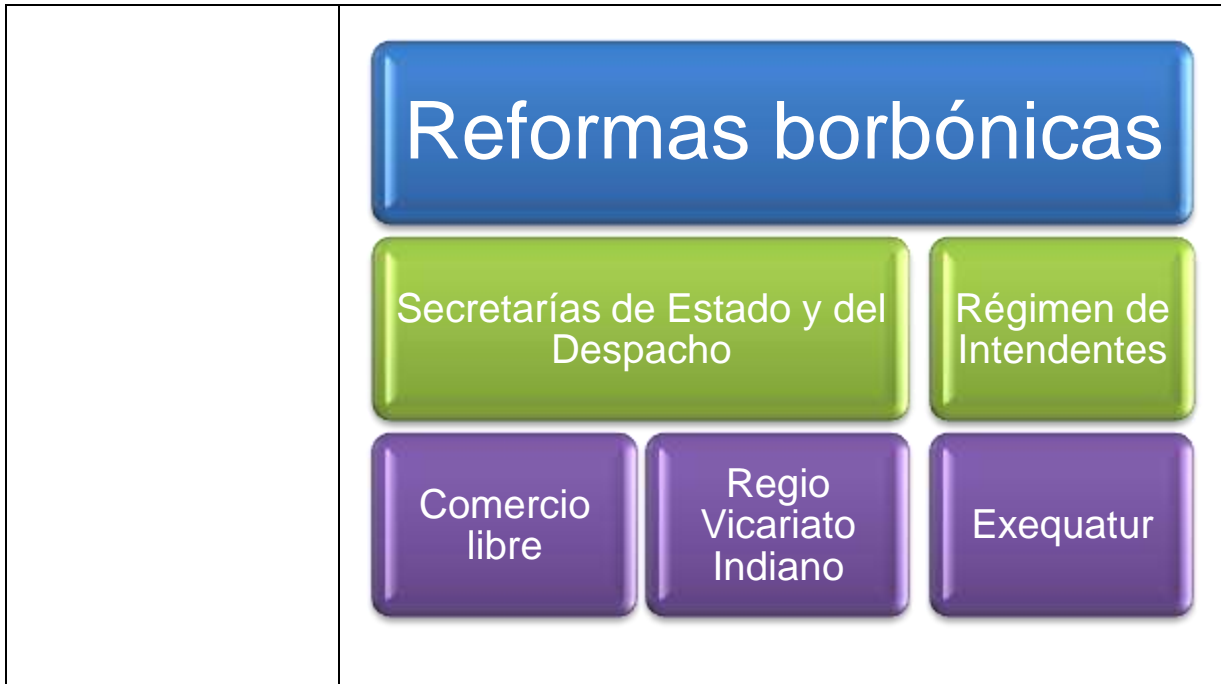 Reformas borbónicas
Secretarías de Estado y del
Despacho
Régimen de
Intendentes
Comercio
libre
Regio
Vicariato
Indiano
Exequatur